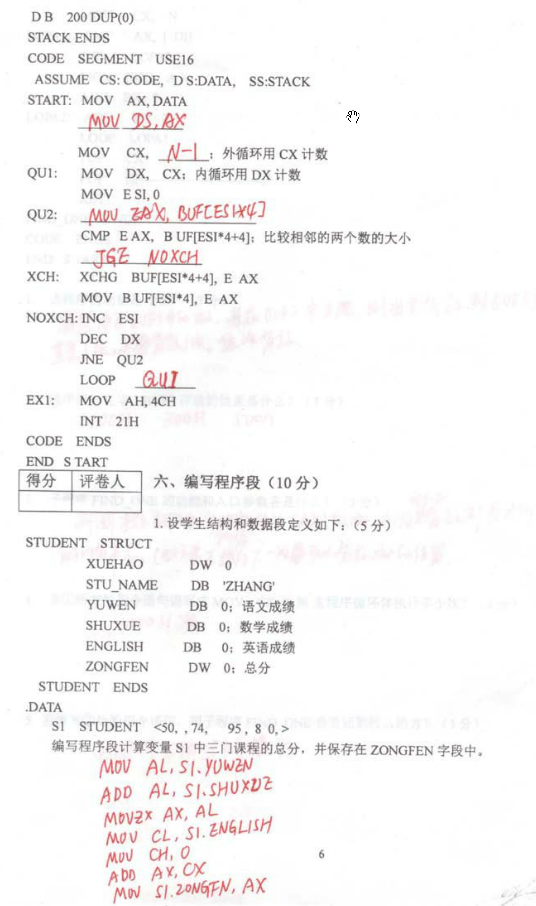 D B 200 DUP(0)
STACK ENDS
CODE SEGMENT USE16
ASSUME CS: CODE, D S:DATA, SS:STACK
START: MOV AX, DATA
MOV DS, AX
MOV CX, N-1 ; 外循环用 CX 计数
QU1: MOV DX, CX; 内循环用 DX 计数
MOV E SI, 0
QU2: MOV EAX, BUF[ESI*4]
CMP E AX, B UF[ESI*4+4]; 比较相邻的两个数的大小
JGE NOXCH
XCH: XCHG BUF[ESI*4+4], E AX
MOV B UF[ESI*4], E AX
NOXCH: INC ESI
DEC DX
JNE QU2
LOOP QU1
EX1: MOV AH, 4CH
INT 21H
CODE ENDS
END S TART
得分 评卷人 六、编写程序段（10 分）
1. 设学生结构和数据段定义如下:（5 分）
STUDENT STRUCT
XUEHAO DW 0
STU_NAME DB 'ZHANG'
YUWEN DB 0; 语文成绩
SHUXUE DB 0; 数学成绩
ENGLISH DB 0; 英语成绩
ZONGFEN DW 0; 总分
STUDENT ENDS
.DATA
S1 STUDENT <50, , 74, 95 , 8 0, >
编写程序段计算变量 S1 中三门课程的总分，并保存在 ZONGFEN 字段中。
MOV AL, S1.YUWEN
ADD AL, S1.SHUXUE
MOVZX AX, AL
MOV CL, S1.ENGLISH
MOV CH, 0
ADD AX, CX
MOV S1.ZONGFN, AX
6